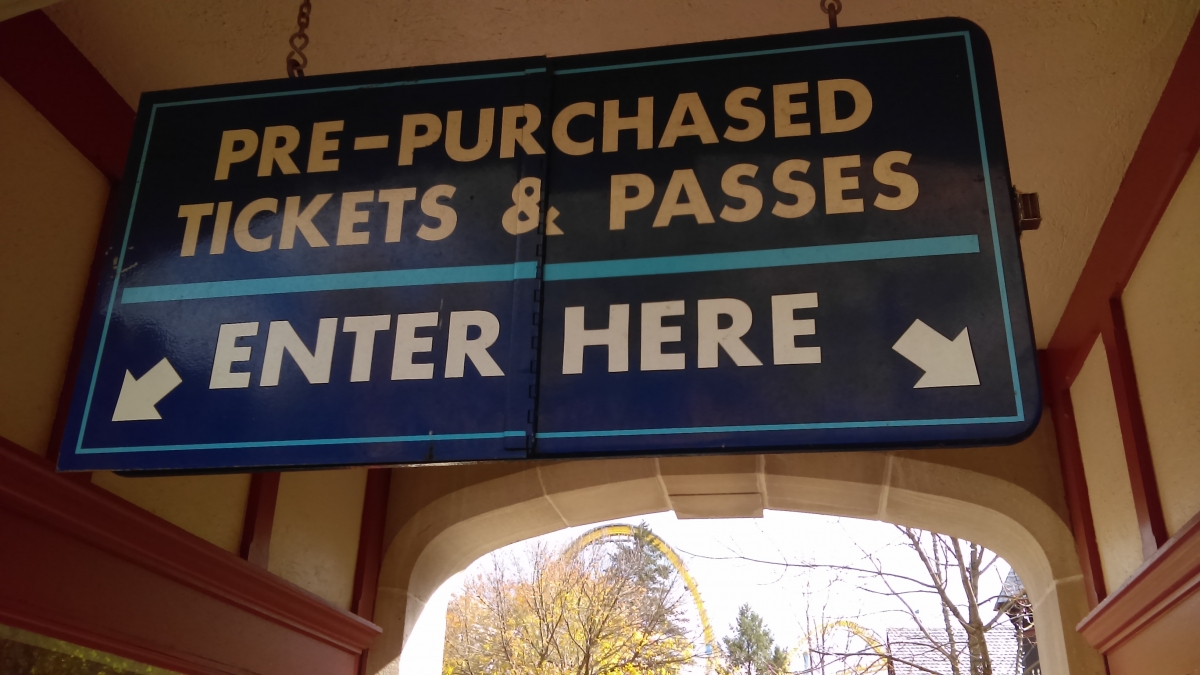 PRE-PURCHASED
TICKETS & PASSES
ENTER HERE